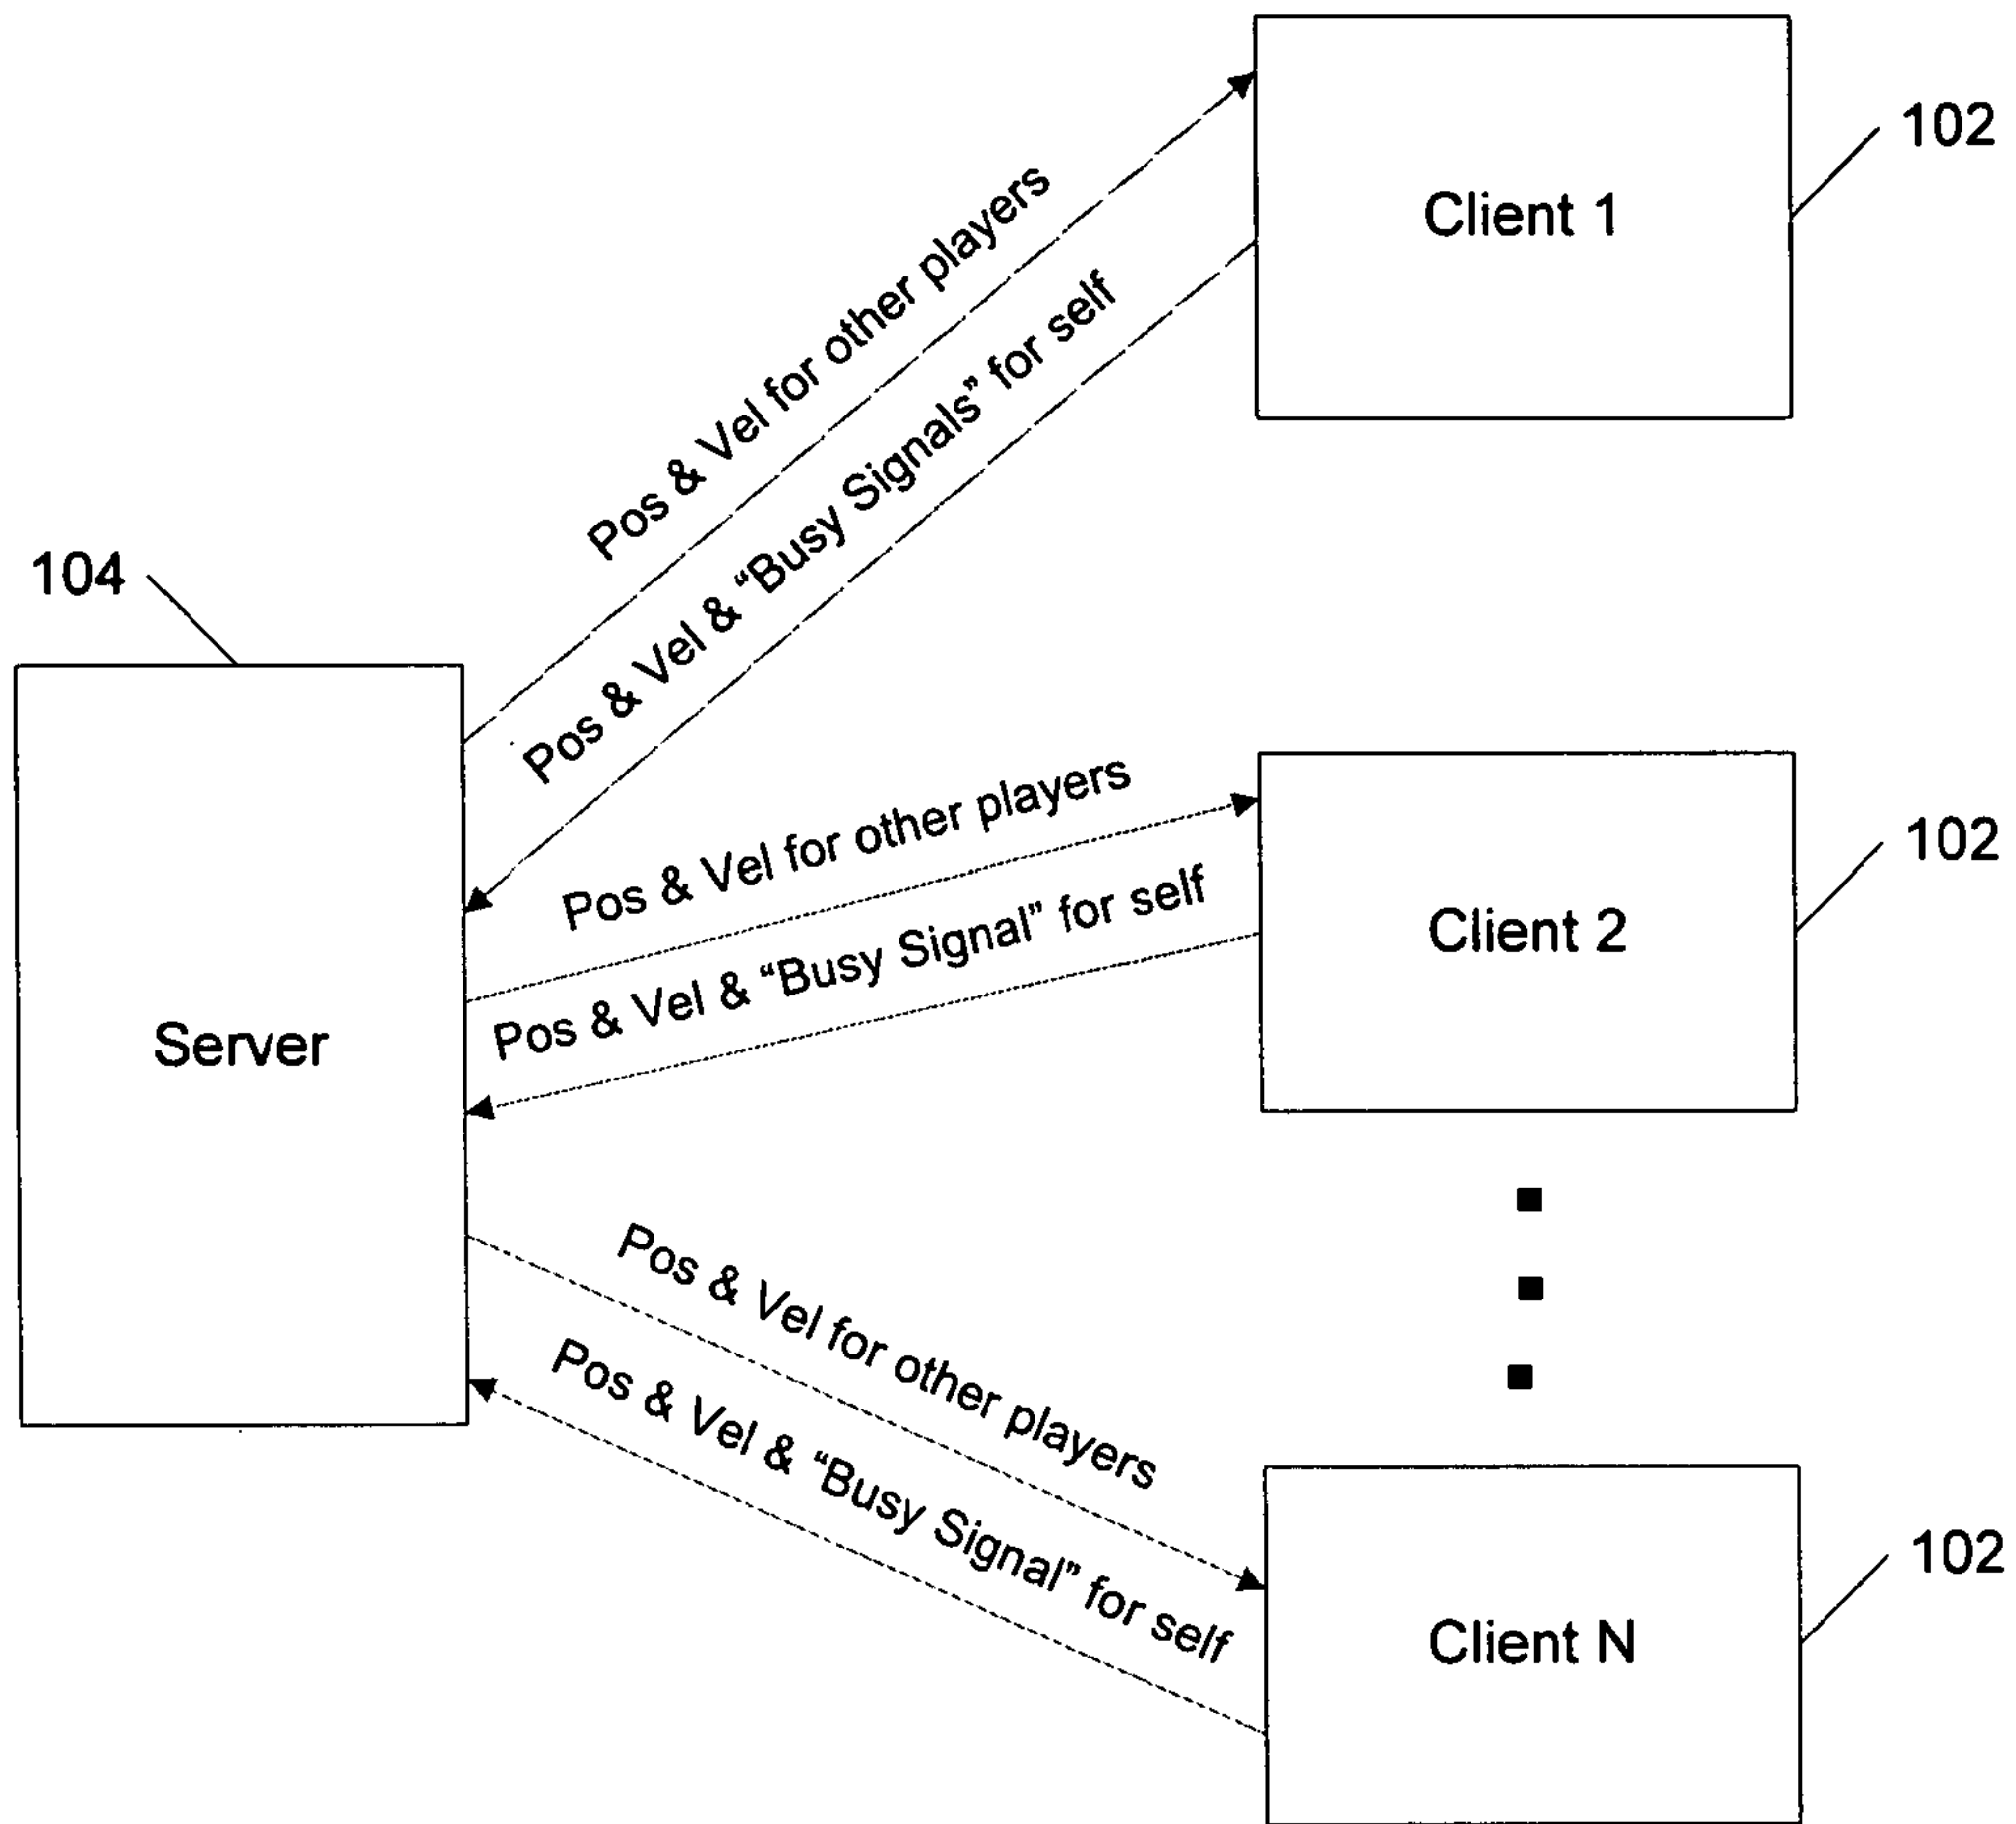 102
Client 1
Pos & Vel for other players
Pos & Vel & “Busy Signals” for self
104
Server
Pos & Vel for other players
Pos & Vel & “Busy Signal” for self
102
Client 2
Pos & Vel for other players
Pos & Vel & “Busy Signal” for self
102
Client N